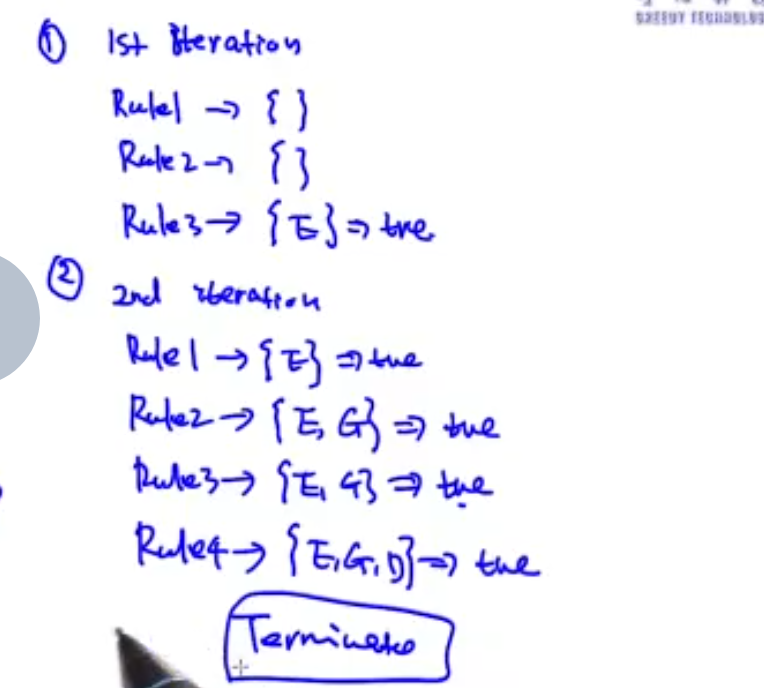 ① 1st Iteration
Rule1 → { }
Rule2 → { }
Rule3 → {E} ⇒ true
② 2nd iteration
Rule1 → {E} ⇒ true
Rule2 → {E, G} ⇒ true
Rule3 → {E, G} ⇒ true
Rule4 → {E, G, D} ⇒ true
Terminate